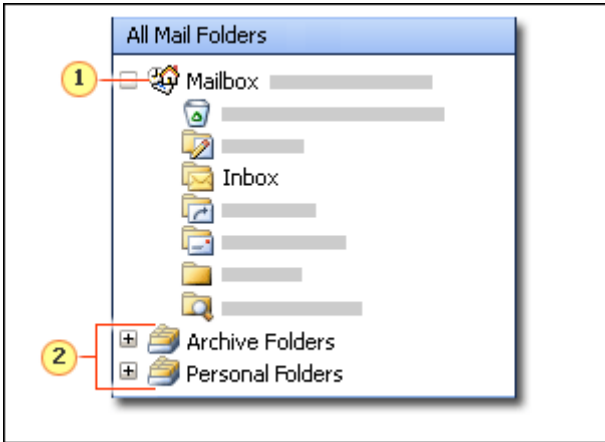 All Mail Folders
1
Mailbox
Inbox
Archive Folders
2
Personal Folders